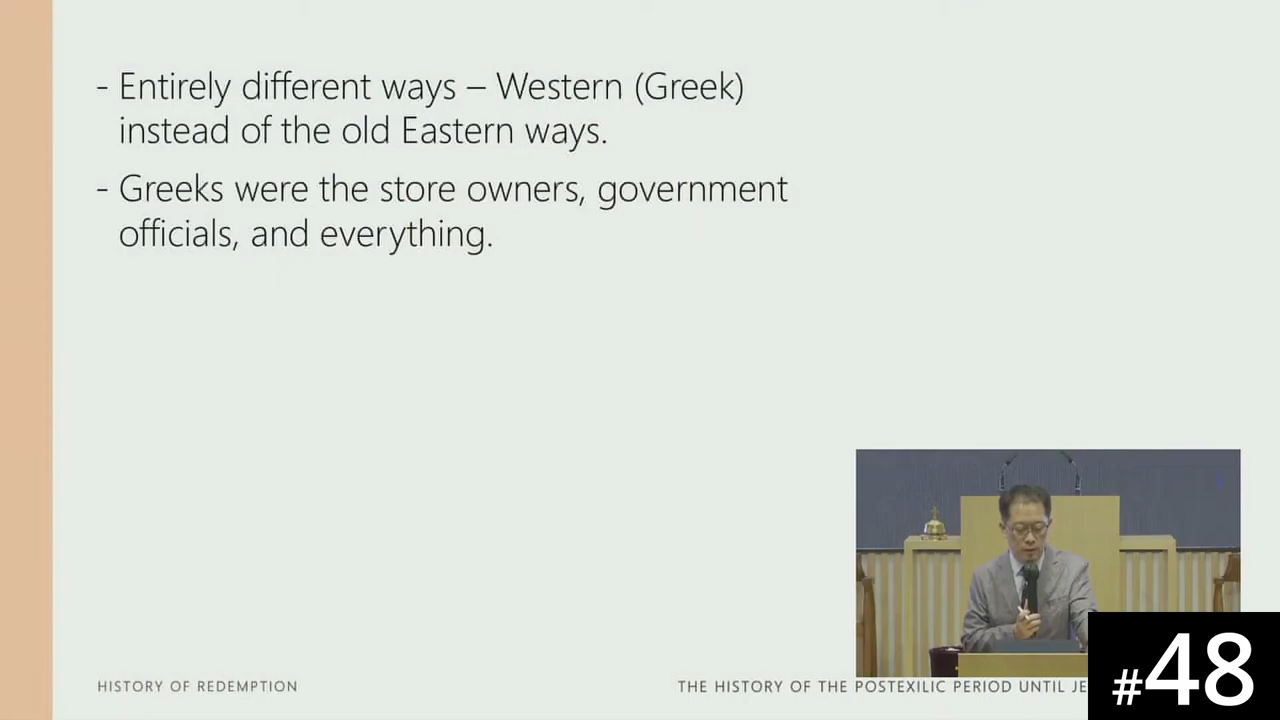 - Entirely different ways – Western (Greek)
instead of the old Eastern ways.
- Greeks were the store owners, government
officials, and everything.
HISTORY OF REDEMPTION
THE HISTORY OF THE POSTEXILIC PERIOD UNTIL JE
#48